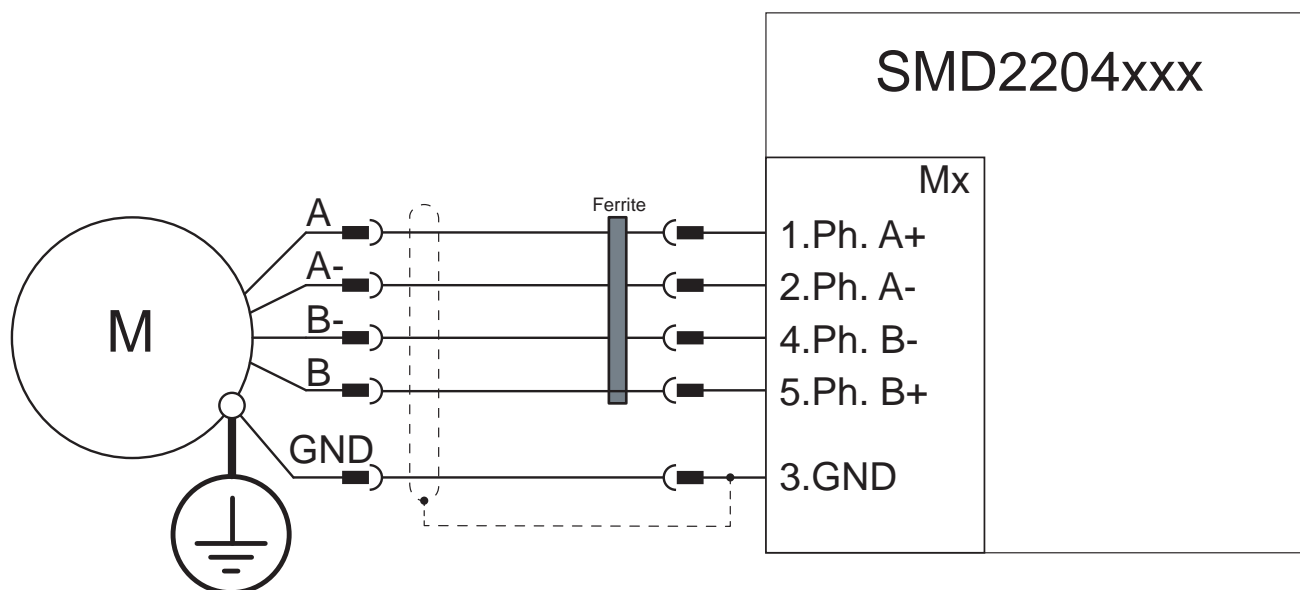 SMD2204xxx
Mx
Ferrite
A
1.Ph. A+
A-
2.Ph. A-
M
B-
4.Ph. B-
B
5.Ph. B+
GND
3.GND